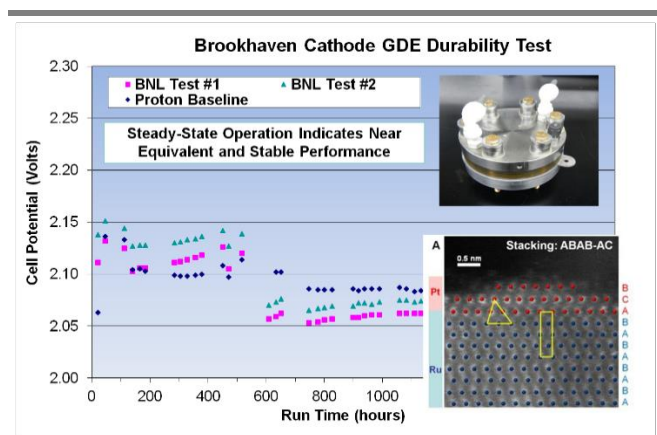 Brookhaven Cathode GDE Durability Test
2.30
2.25
2.20
2.15
2.10
2.05
2.00
Cell Potential (Volts)
BNL Test #1
BNL Test #2
Proton Baseline
Steady-State Operation Indicates Near
Equivalent and Stable Performance
A
Stacking: ABAB-AC
0.5 nm
Pt
Ru
B
C
A
B
A
B
A
B
A
B
A
0
200
400
600
800
1000
Run Time (hours)